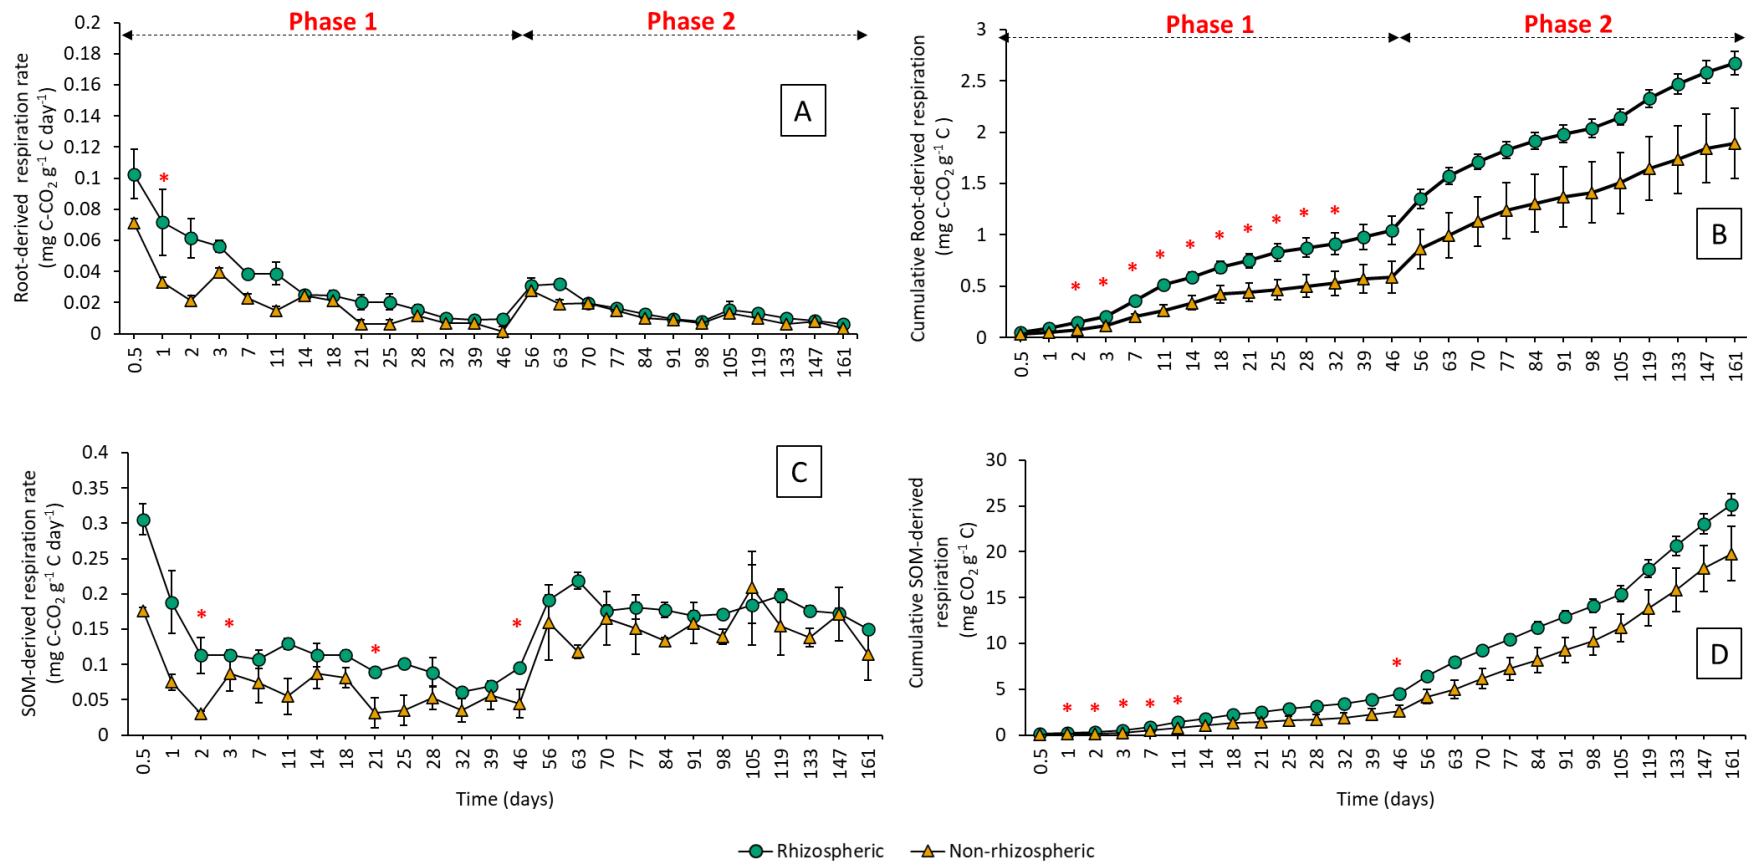 Phase 1
Phase 2
Root-derived respiration rate
(mg C-CO2 g-1 C day-1)
0.2
0.18
0.16
0.14
0.12
0.1
0.08
0.06
0.04
0.02
0
A
*
0.5 1 2 3 7 11 14 18 21 25 28 32 39 46 56 63 70 77 84 91 98 105 119 133 147 161
Phase 1
Phase 2
Cumulative Root-derived respiration
(mg C-CO2 g-1 C )
3
2.5
2
1.5
1
0.5
0
B
* * * * * * * * * *
0.5 1 2 3 7 11 14 18 21 25 28 32 39 46 56 63 70 77 84 91 98 105 119 133 147 161
SOM-derived respiration rate
(mg C-CO2 g-1 C day-1)
0.4
0.35
0.3
0.25
0.2
0.15
0.1
0.05
0
C
* * * *
0.5 1 2 3 7 11 14 18 21 25 28 32 39 46 56 63 70 77 84 91 98 105 119 133 147 161
Time (days)
Cumulative SOM-derived
respiration
(mg CO2 g-1 C)
30
25
20
15
10
5
0
D
* * * * * *
0.5 1 2 3 7 11 14 18 21 25 28 32 39 46 56 63 70 77 84 91 98 105 119 133 147 161
Time (days)
Rhizospheric
Non-rhizospheric